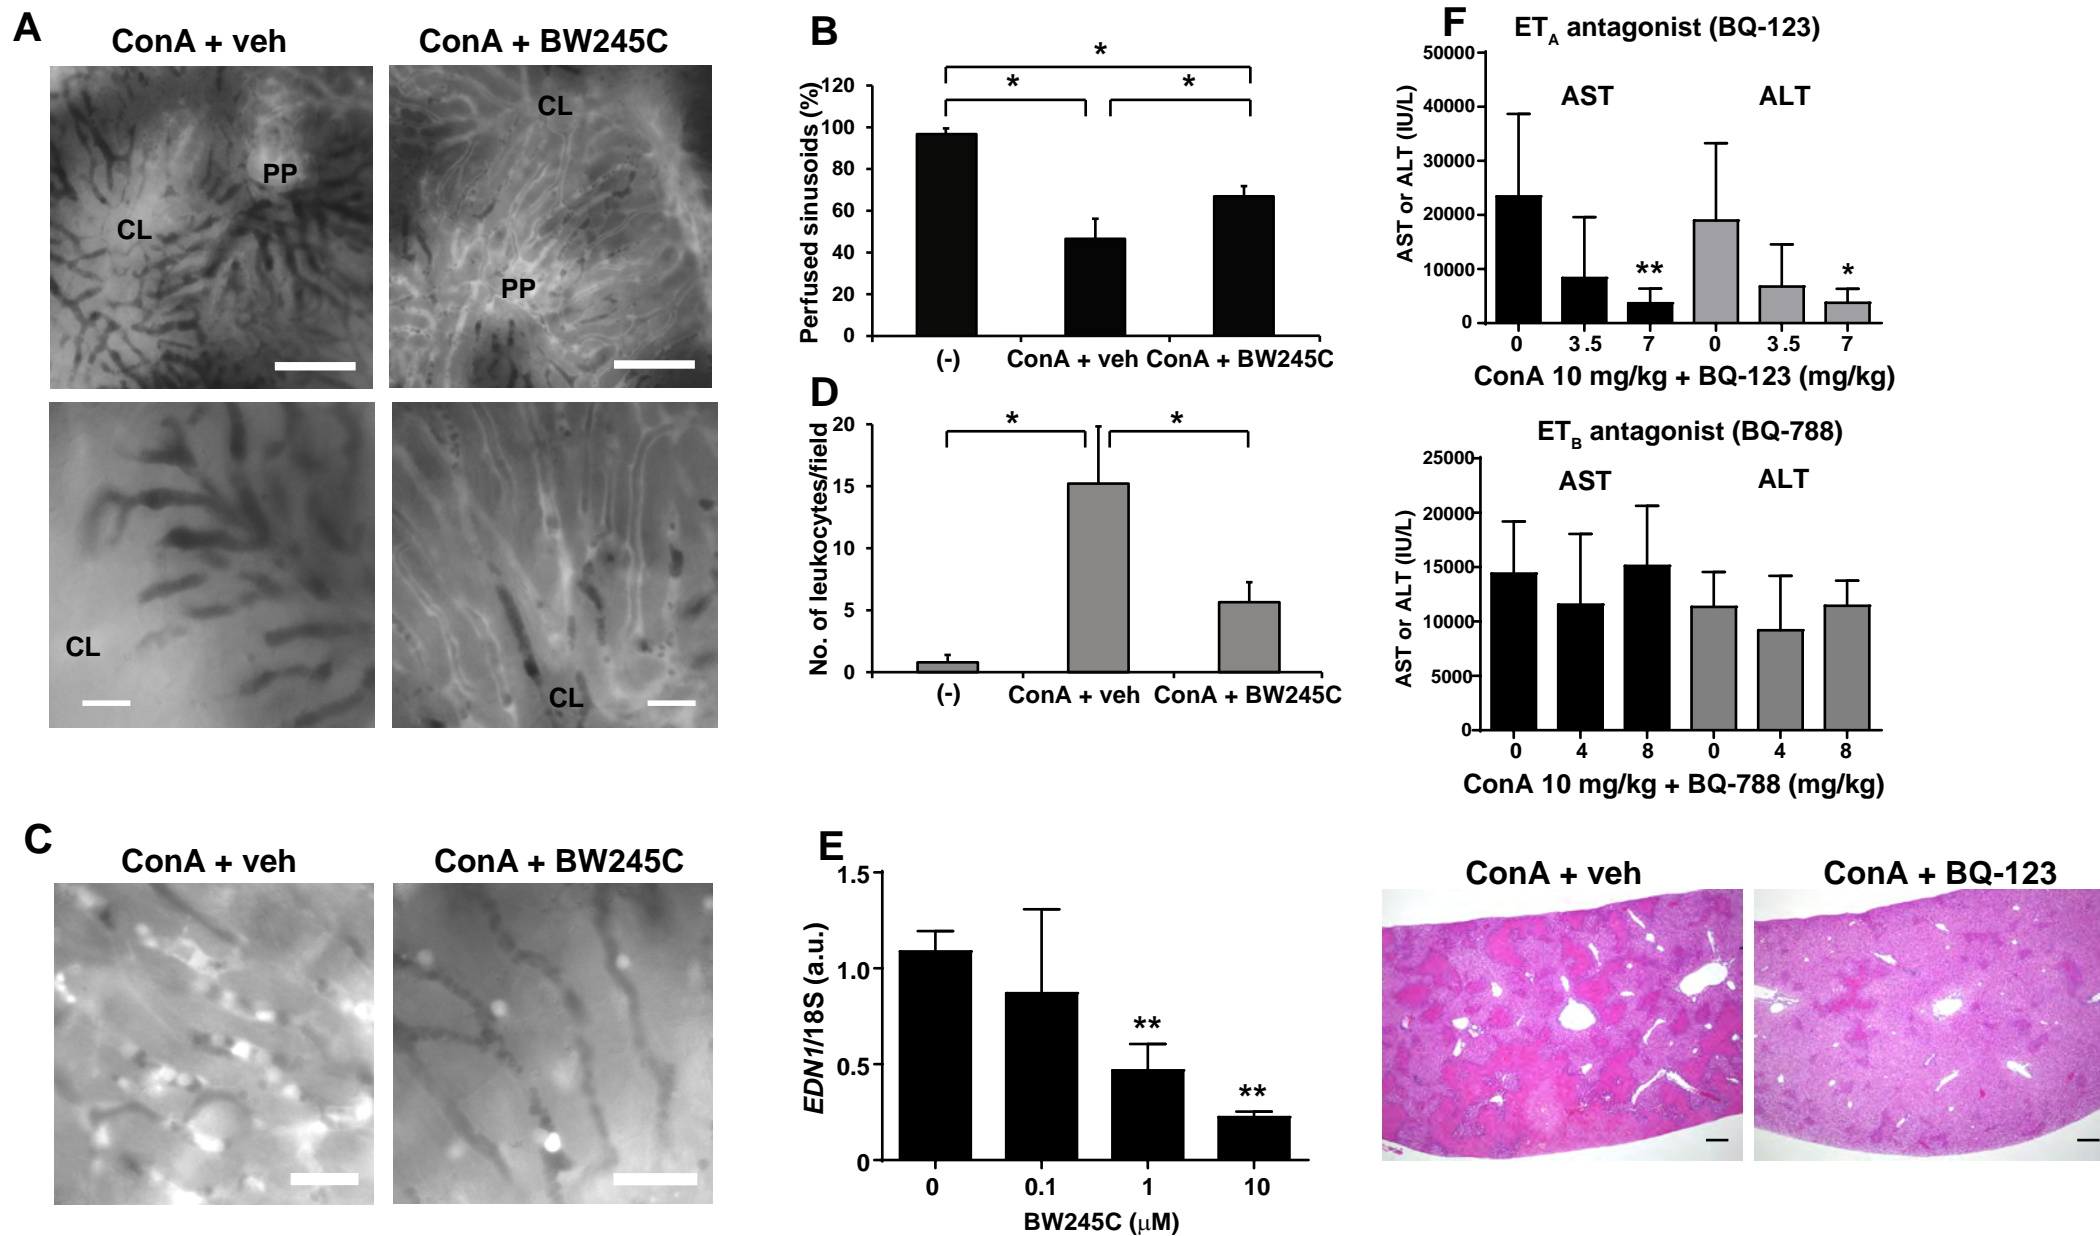 A
ConA + veh
ConA + BW245C
PP
CL
CL
PP
CL
CL
B
*
*
*
Perfused sinusoids (%)
120
100
80
60
40
20
0
(-)
ConA + veh
ConA + BW245C
C
ConA + veh
ConA + BW245C
D
*
*
No. of leukocytes/field
20
15
10
5
0
(-)
ConA + veh
ConA + BW245C
E
EDN1/18S (a.u.)
1.5
1.0
0.5
0
**
**
0
0.1
1
10
BW245C (μM)
F
ETA antagonist (BQ-123)
AST or ALT (IU/L)
50000
40000
30000
20000
10000
0
AST
ALT
**
*
0
3.5
7
0
3.5
7
ConA 10 mg/kg + BQ-123 (mg/kg)
ETB antagonist (BQ-788)
AST or ALT (IU/L)
25000
20000
15000
10000
5000
0
AST
ALT
0
4
8
0
4
8
ConA 10 mg/kg + BQ-788 (mg/kg)
ConA + veh
ConA + BQ-123